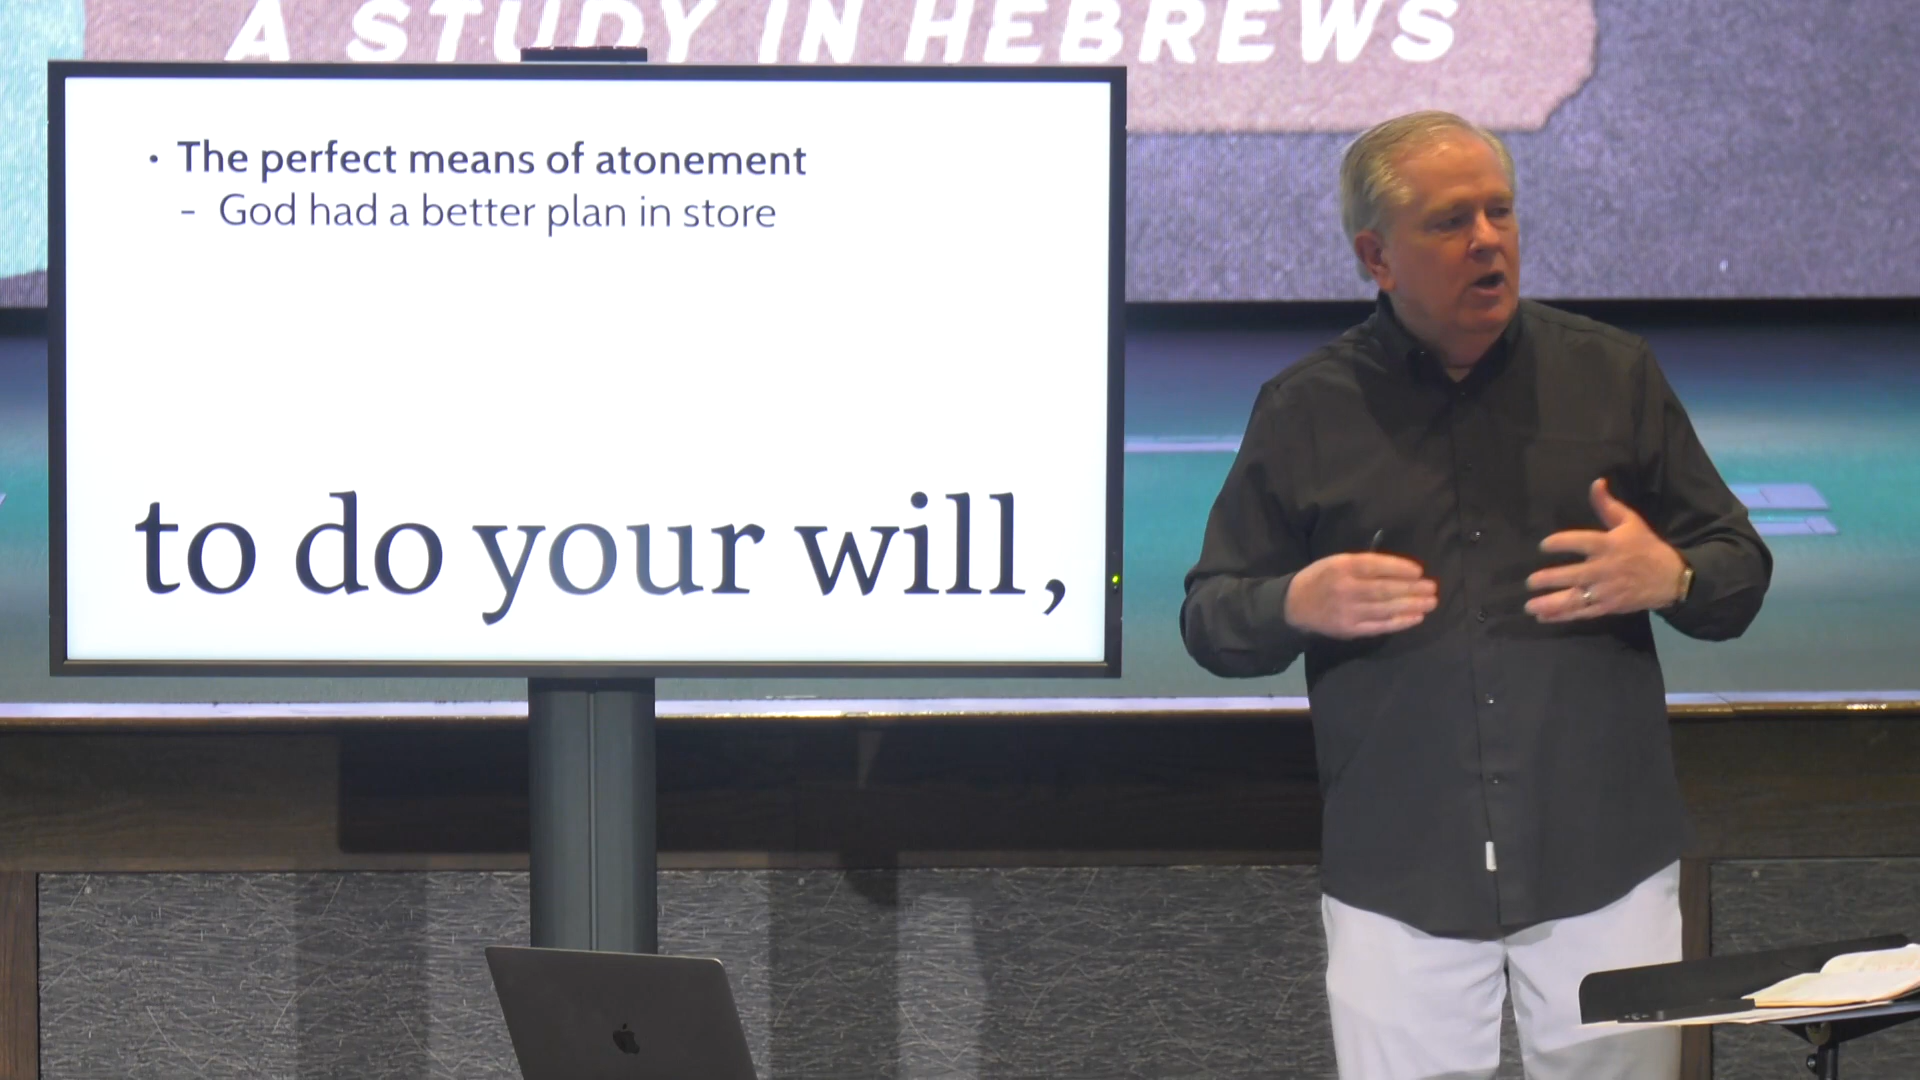 A STUDY IN HEBREWS
• The perfect means of atonement
- God had a better plan in store
to do your will,